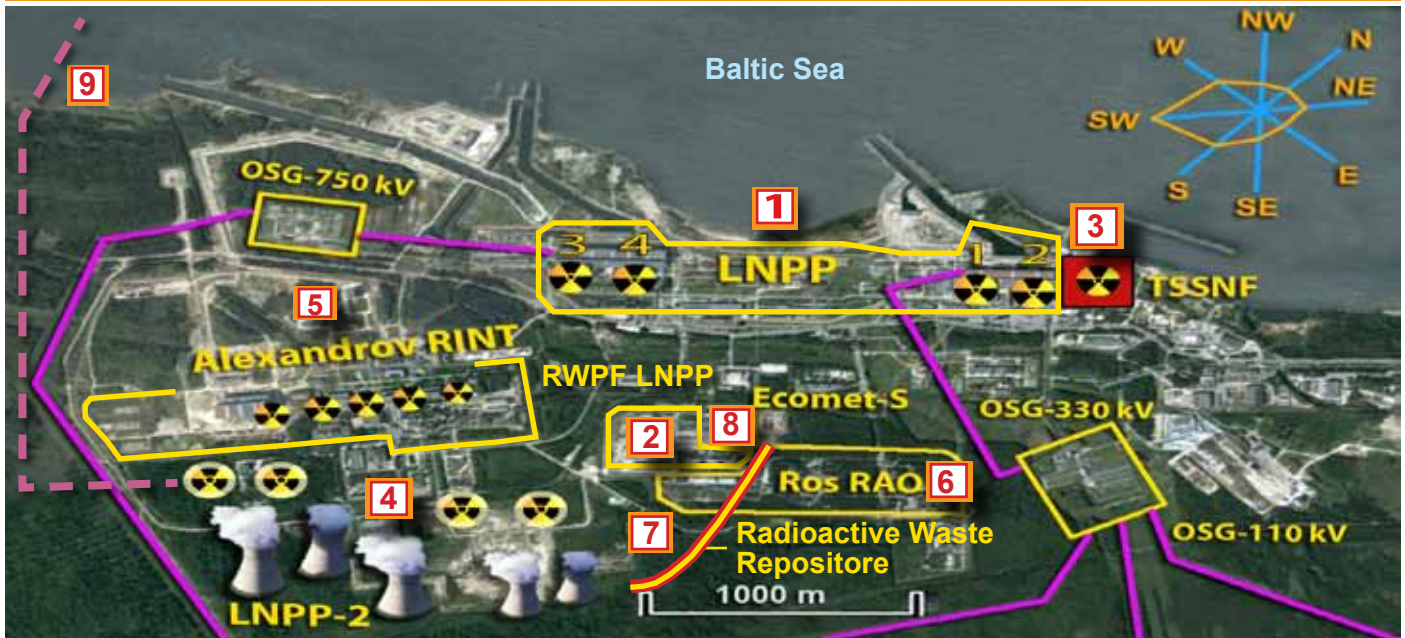 NW
W
N
NE
SW
S
SE
E
9
Baltic Sea
OSG-750 kV
1
3
3 4
LNPP
1 2
TSSNF
5
Alexandrov RINT
RWPF LNPP
Ecomet-S
OSG-330 kV
2
8
Ros RAO
6
4
7
Radioactive Waste
Repositore
OSG-110 kV
1000 m
LNPP-2